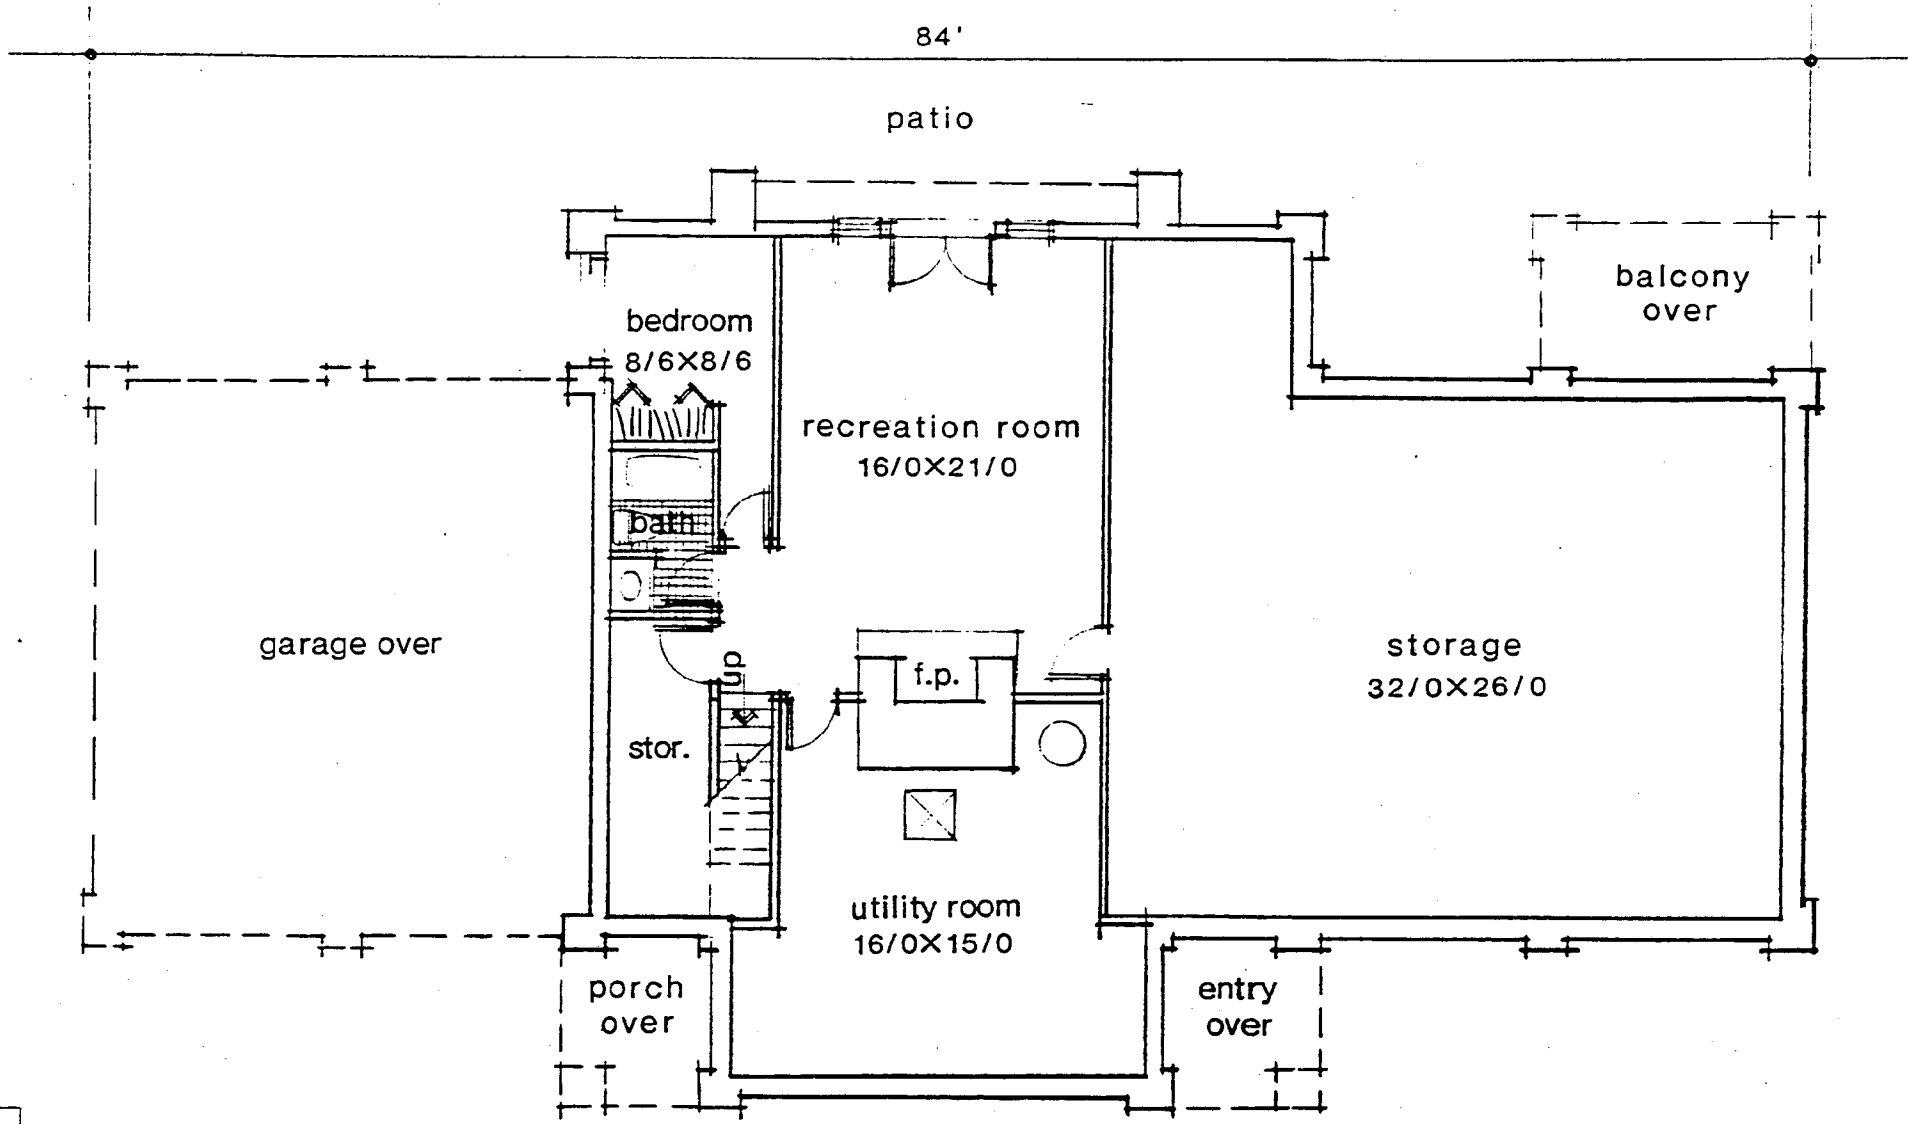 84'
patio
balcony
over
bedroom
8/6X8/6
recreation room
16/0X21/0
bath
garage over
up
f.p.
storage
32/0X26/0
stor.
utility room
16/0X15/0
porch
over
entry
over